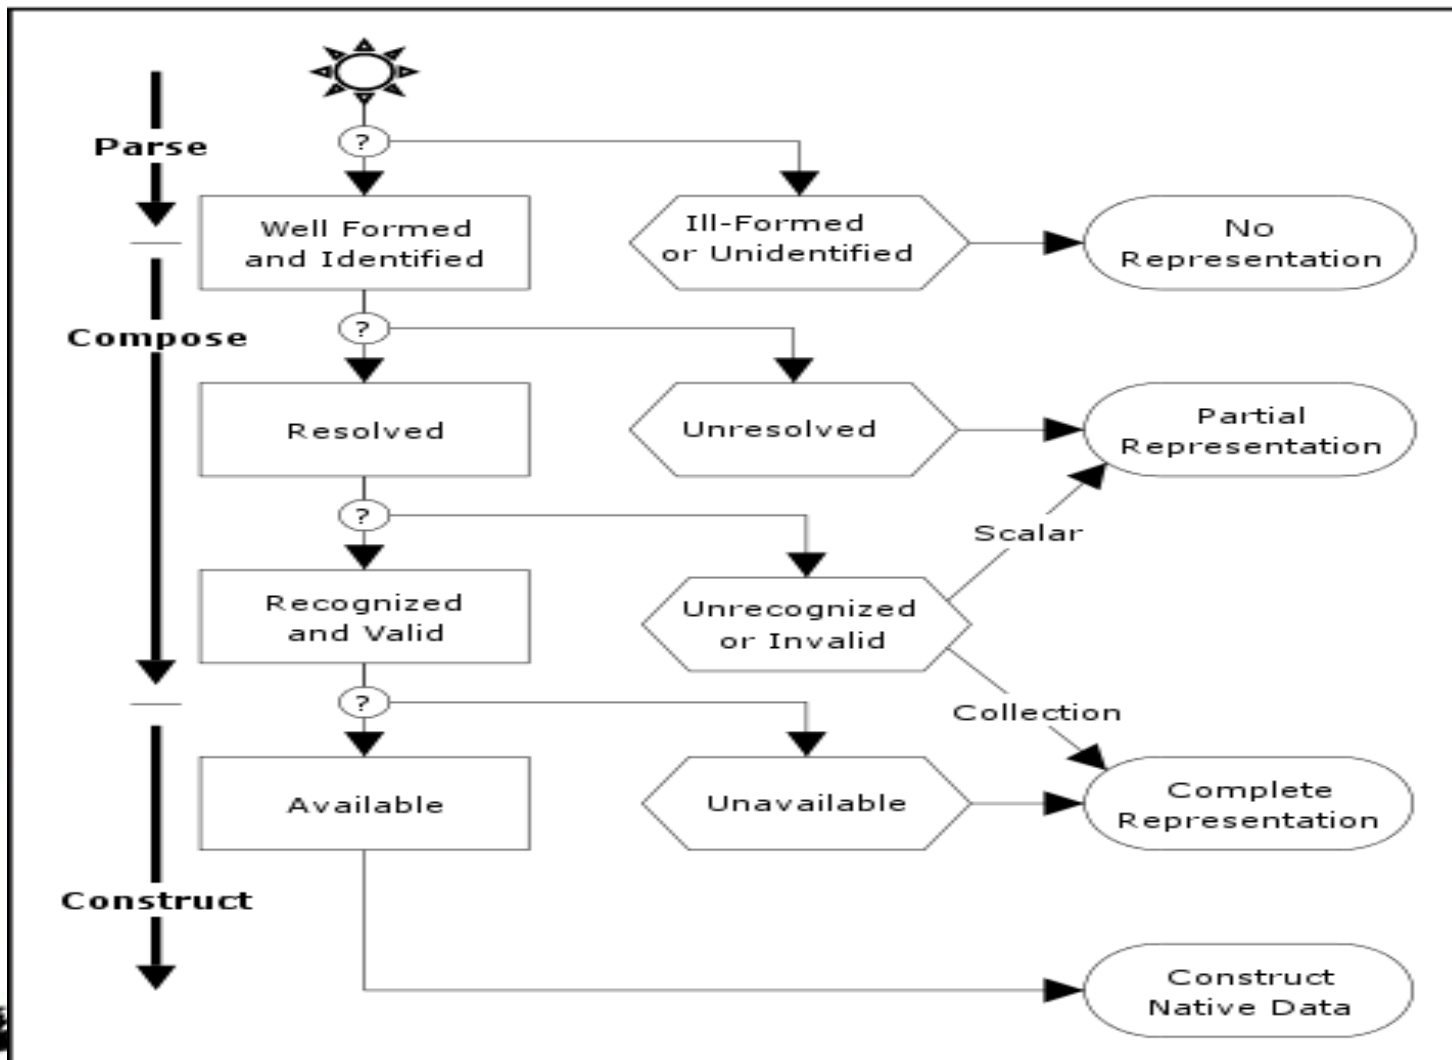 Parse
?
Well Formed
and Identified
Ill-Formed
or Unidentified
No
Representation
Compose
?
Resolved
Unresolved
Partial
Representation
?
Scalar
Recognized
and Valid
Unrecognized
or Invalid
?
Collection
Available
Unavailable
Complete
Representation
Construct
Construct
Native Data